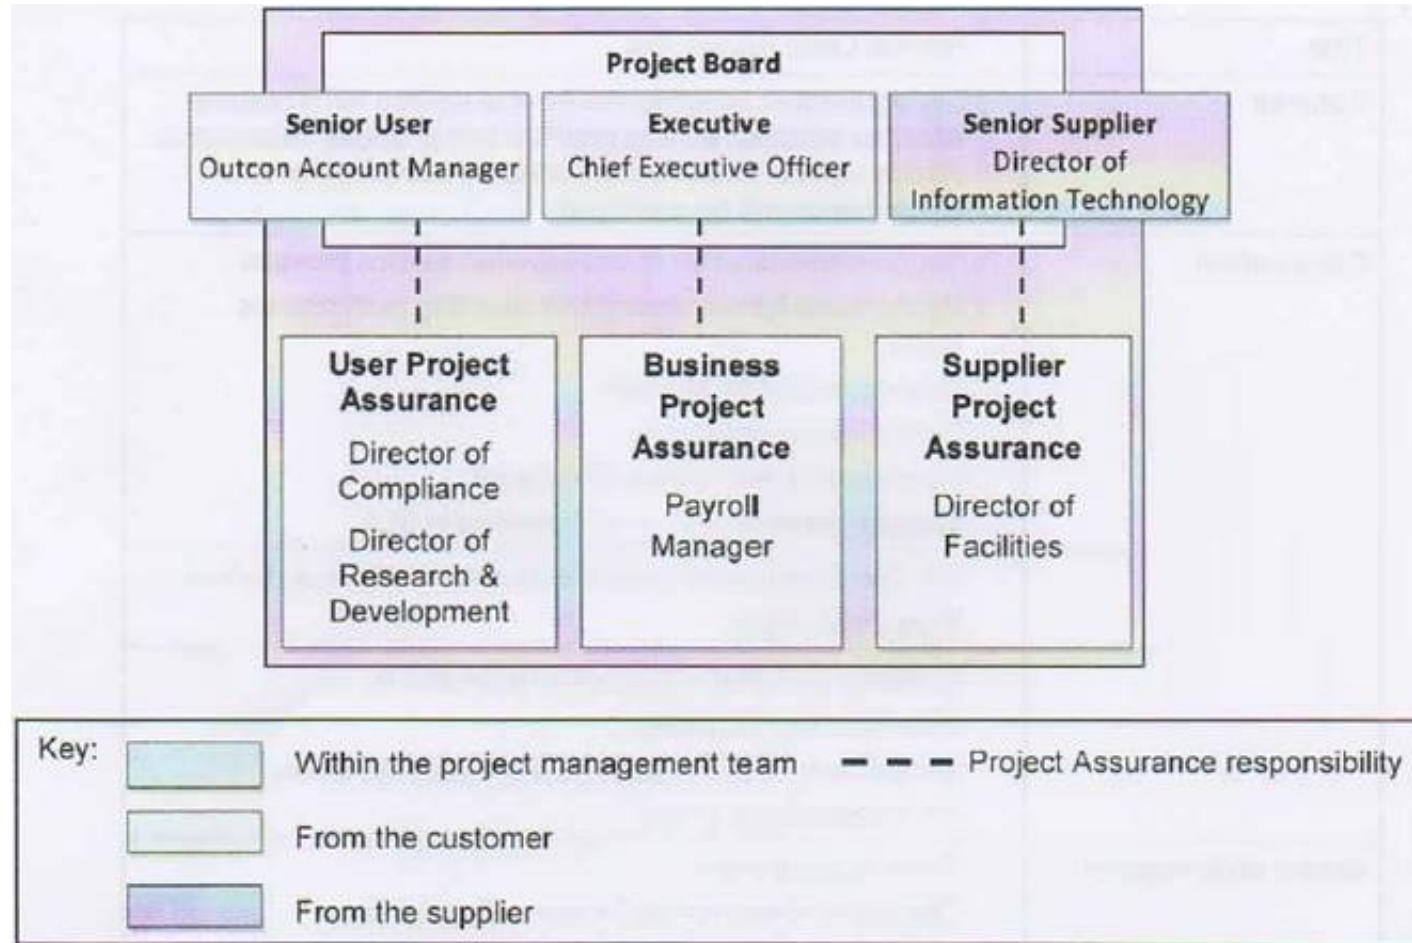 Project Board
Senior User
Outcon Account Manager
Executive
Chief Executive Officer
Senior Supplier
Director of
Information Technology
User Project
Assurance
Director of
Compliance
Director of
Research &
Development
Business
Project
Assurance
Payroll
Manager
Supplier
Project
Assurance
Director of
Facilities
Key:
Within the project management team
Project Assurance responsibility
From the customer
From the supplier